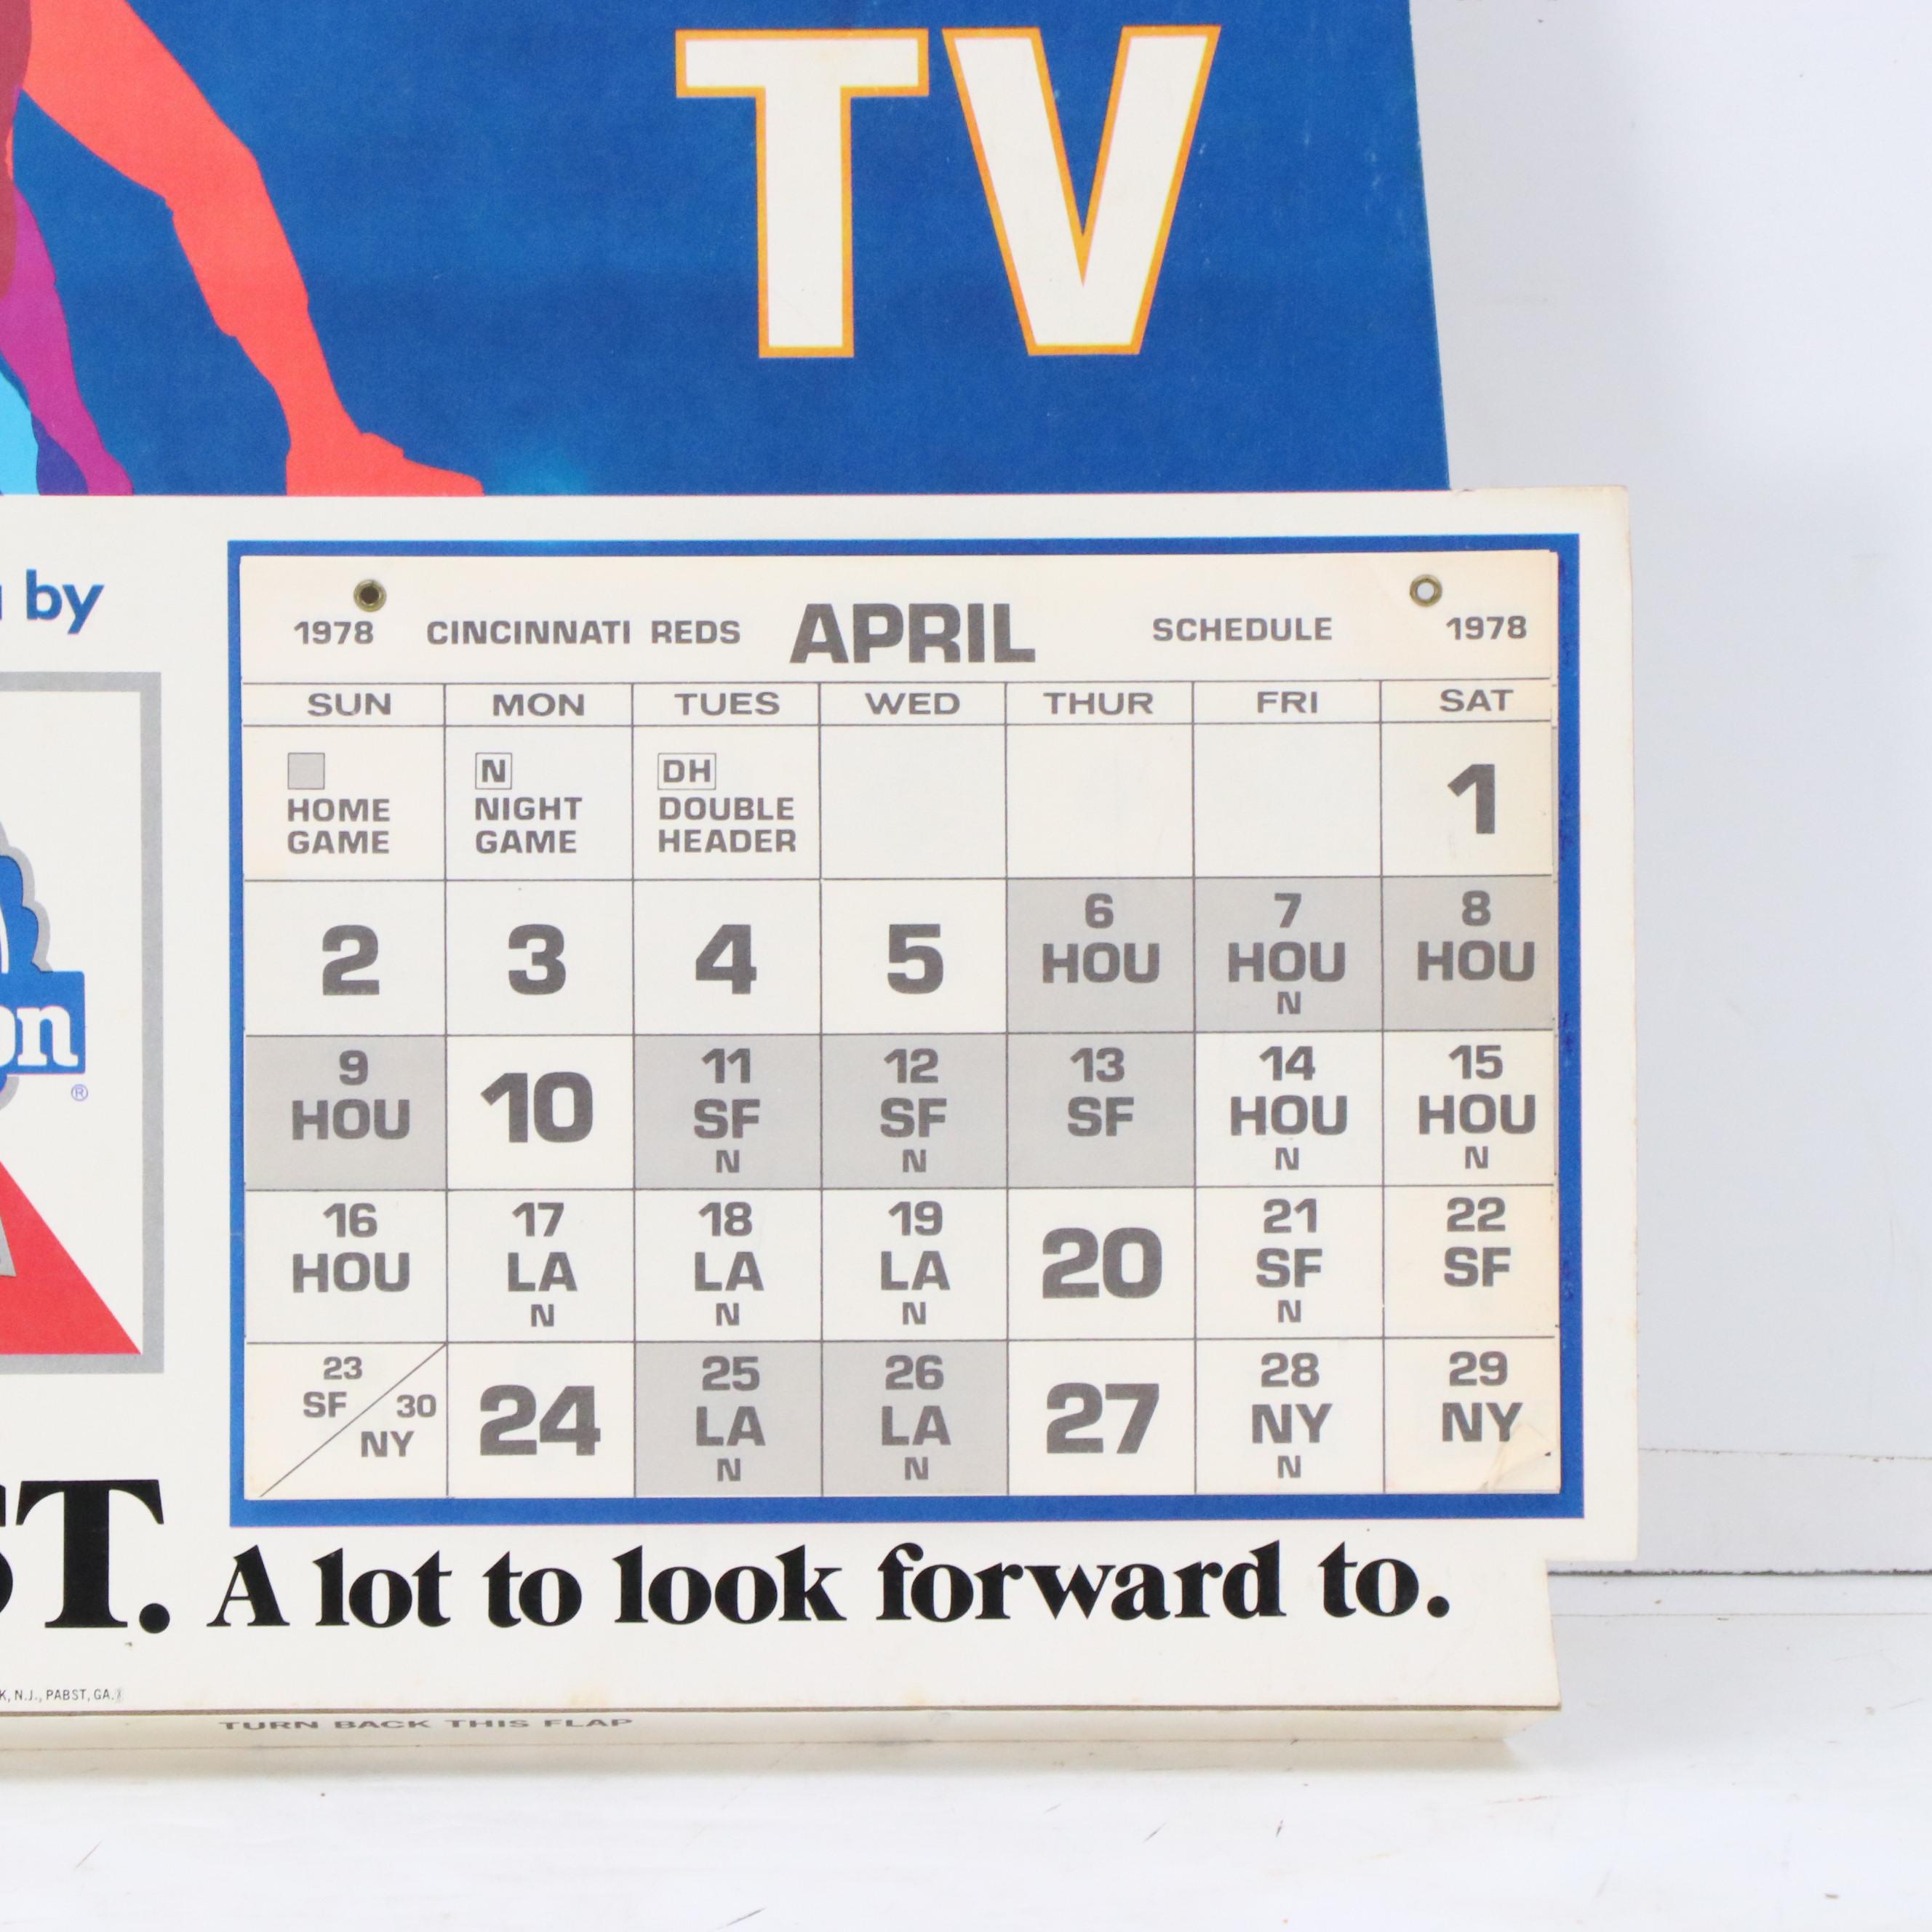 TV
by
1978 CINCINNATI REDS APRIL SCHEDULE 1978
SUN MON TUES WED THUR FRI SAT
HOME GAME
N NIGHT GAME
DH DOUBLE HEADER
1
2 3 4 5
6 HOU
7 HOU N
8 HOU
9 HOU
10
11 SF N
12 SF N
13 SF
14 HOU N
15 HOU N
16 HOU
17 LA N
18 LA N
19 LA N
20
21 SF N
22 SF
23 SF
30 NY
24
25 LA N
26 LA N
27
28 NY N
29 NY
®
A lot to look forward to.
N.J., PABST, GA.
TURN BACK THIS FLAP